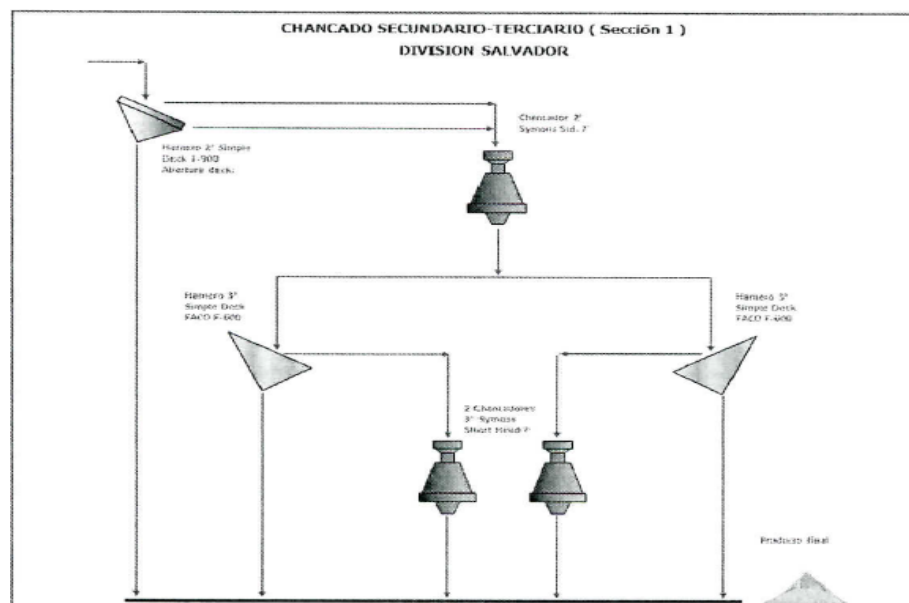 CHANCADO SECUNDARIO-TERCIARIO ( Sección 1 )
DIVISION SALVADOR
Chancador 2°
Symons Std. 7'
Harnero 2° Simple
Deck
Abertura deck.
Harnero 3°
Simple Deck
FACO F-600
Harnero 3°
Simple Deck
FACO F-600
2 Chancadores
3° Symons
Short Head 7'
Producto final